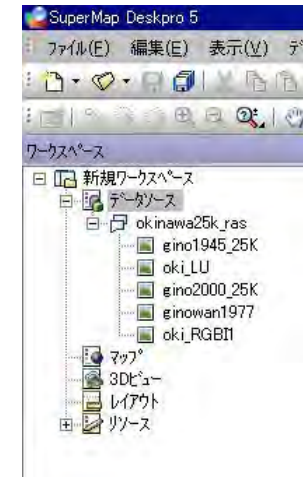 SuperMap Deskpro 5
ファイル(F) 編集(E) 表示(V) デ
ワークスペース
新規ワークスペース
データソース
okinawa25k_ras
gino1945_25K
oki_LU
gino2000_25K
ginowan1977
oki_RGBI1
マップ
3Dビュー
レイアウト
リソース